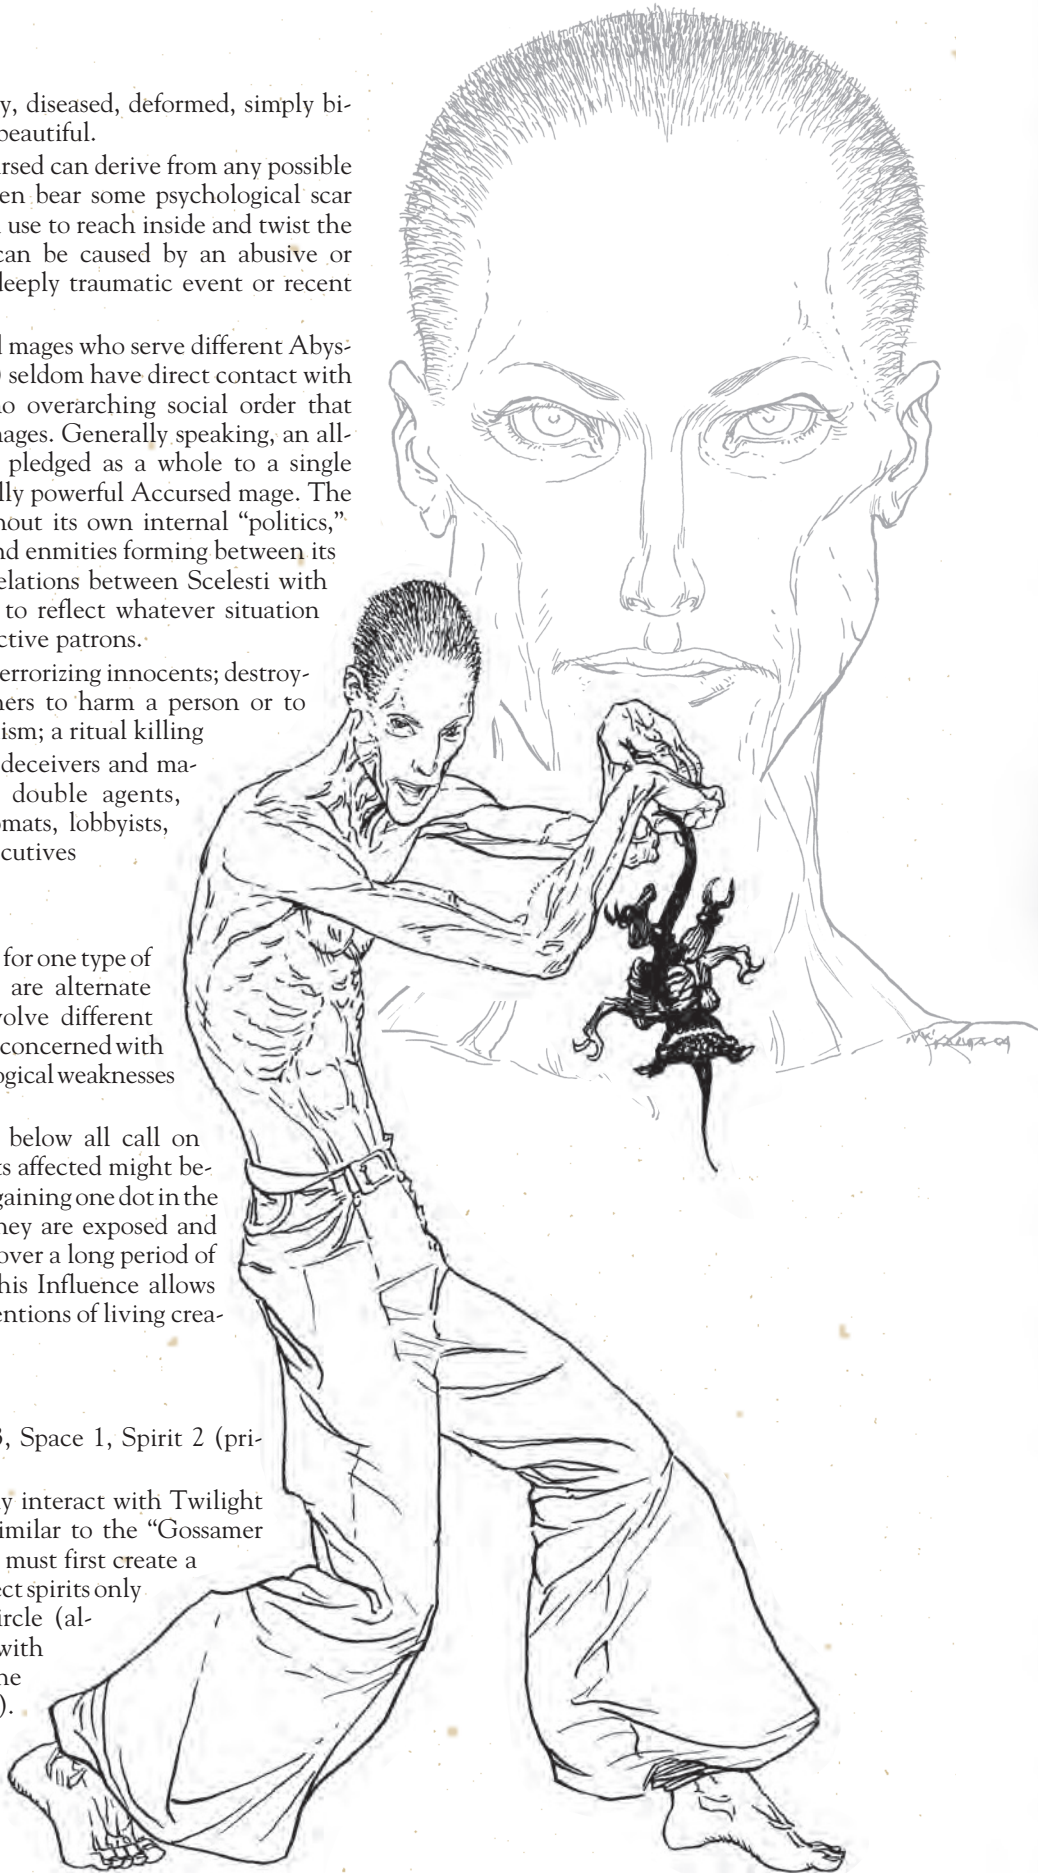 y, diseased, deformed, simply bi-
beautiful.
ursed can derive from any possible
en bear some psychological scar
use to reach inside and twist the
can be caused by an abusive or
deeply traumatic event or recent
l mages who serve different Abys-
) seldom have direct contact with
no overarching social order that
mages. Generally speaking, an all-
pledged as a whole to a single
lly powerful Accursed mage. The
hout its own internal “politics,”
nd enmities forming between its
elations between Scelesti with
to reflect whatever situation
ective patrons.
errorizing innocents; destroy-
hers to harm a person or to
ism; a ritual killing
deceivers and ma-
double agents,
omats, lobbyists,
cutives
for one type of
are alternate
volve different
concerned with
ogical weaknesses
below all call on
ts affected might be-
gaining one dot in the
hey are exposed and
over a long period of
his Influence allows
entions of living crea-
3, Space 1, Spirit 2 (pri-
y interact with Twilight
imilar to the “Gossamer
must first create a
ect spirits only
ircle (al-
with
he
).